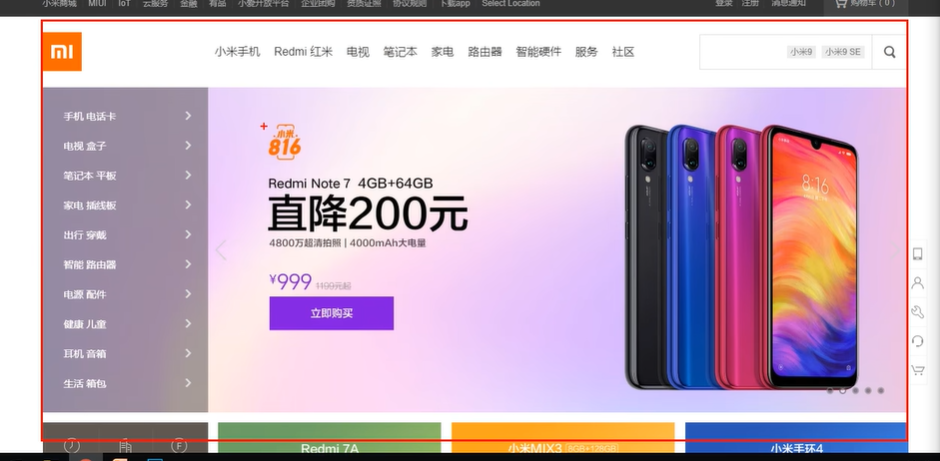 小米商城 MIUI IoT 云服务 金融 有品 小爱开放平台 企业团购 资质证照 协议规则 下载app Select Location 登录 注册 消息通知 购物车 ( 0 )
mi
小米手机 Redmi 红米 电视 笔记本 家电 路由器 智能硬件 服务 社区
小米9 小米9 SE
手机 电话卡
电视 盒子
笔记本 平板
家电 插线板
出行 穿戴
智能 路由器
电源 配件
健康 儿童
耳机 音箱
生活 箱包
小米
816
Redmi Note 7 4GB+64GB
直降200元
4800万超清拍照 | 4000mAh大电量
¥999 1199元起
立即购买
8:16
F
Redmi 7A
小米MIX3 (8GB+128GB)
小米手环4